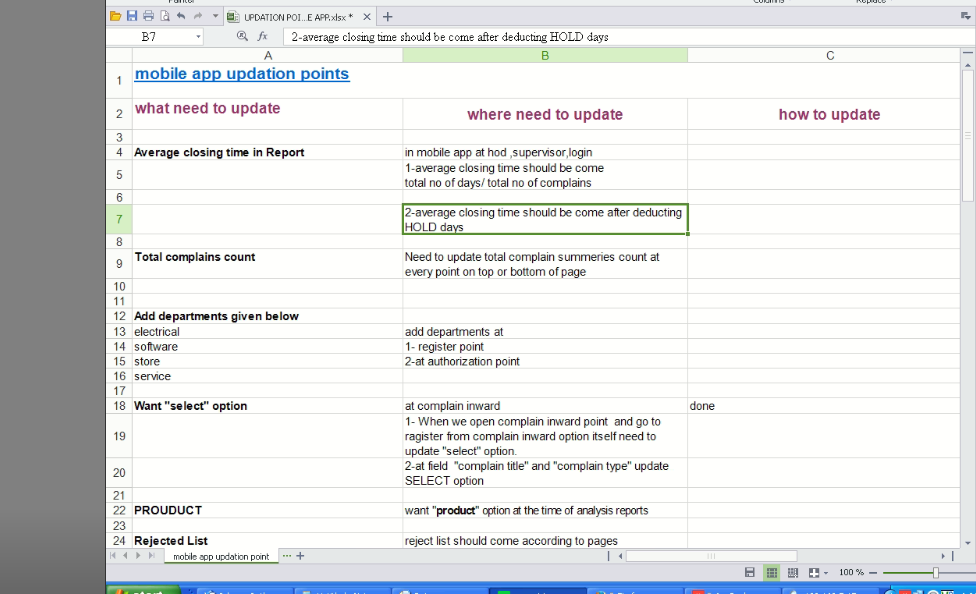 Painter
Columns
Replace
UPDATION POI...E APP.xlsx *
B7
fx
2-average closing time should be come after deducting HOLD days
A B C
1 mobile app updation points
2 what need to update where need to update how to update
3
4 Average closing time in Report in mobile app at hod ,supervisor,login
5 1-average closing time should be come
total no of days/ total no of complains
6
7 2-average closing time should be come after deducting
HOLD days
8
9 Total complains count Need to update total complain summeries count at
every point on top or bottom of page
10
11
12 Add departments given below
13 electrical add departments at
14 software 1- register point
15 store 2-at authorization point
16 service
17
18 Want "select" option at complain inward done
19 1- When we open complain inward point and go to
ragister from complain inward option itself need to
update "select" option.
20 2-at field "complain title" and "complain type" update
SELECT option
21
22 PROUDUCT want "product" option at the time of analysis reports
23
24 Rejected List reject list should come according to pages
mobile app updation point
100 %
start